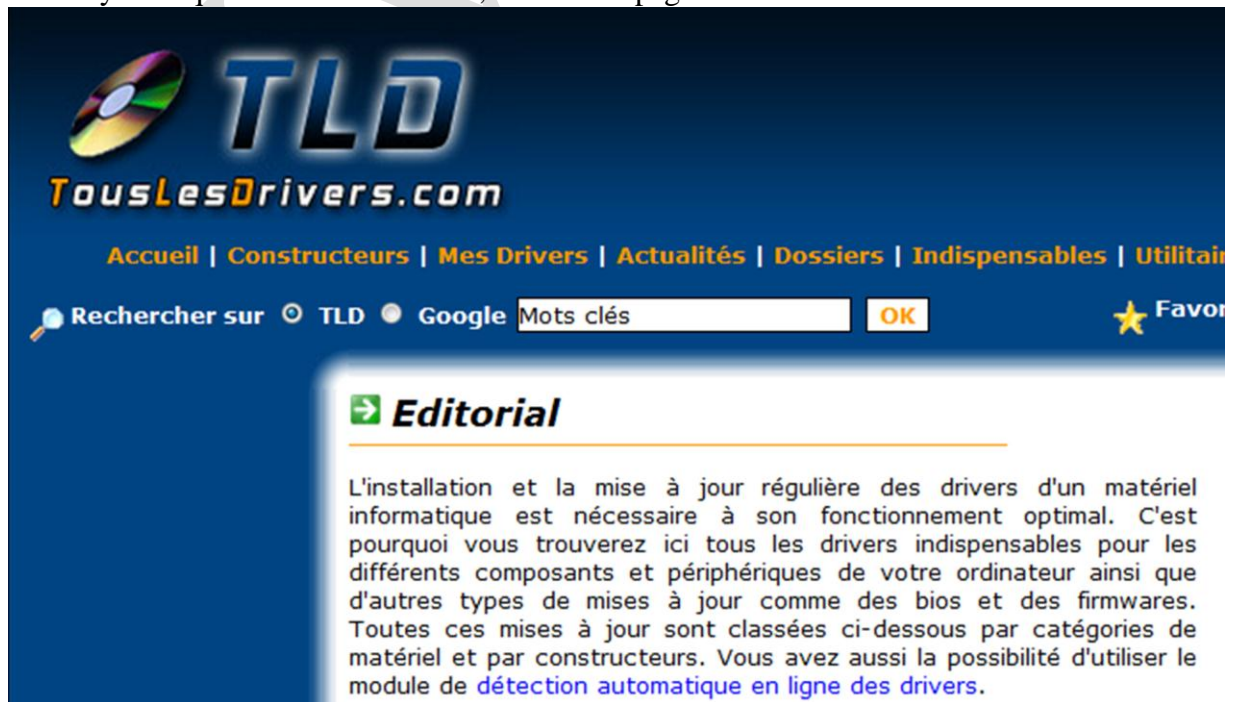 TLD
TousLesDrivers.com
Accueil | Constructeurs | Mes Drivers | Actualités | Dossiers | Indispensables |
Rechercher sur TLD Google Mots clés OK
Editorial
L'installation et la mise à jour régulière des drivers d'un matériel
informatique est nécessaire à son fonctionnement optimal. C'est
pourquoi vous trouverez ici tous les drivers indispensables pour les
différents composants et périphériques de votre ordinateur ainsi que
d'autres types de mises à jour comme des bios et des firmwares.
Toutes ces mises à jour sont classées ci-dessous par catégories de
matériel et par constructeurs. Vous avez aussi la possibilité d'utiliser le
module de détection automatique en ligne des drivers.